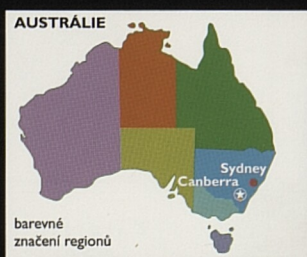 AUSTRÁLIE
Sydney
Canberra
barevné
značení regionů